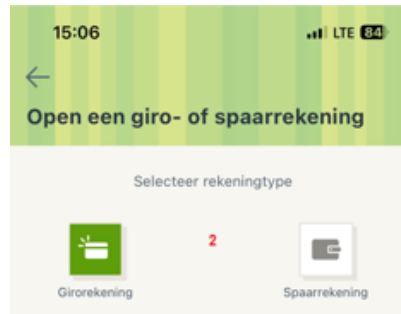 15:06 LTE 84
Open een giro- of spaarrekening
Selecteer rekeningtype
2
Girorekening Spaarrekening